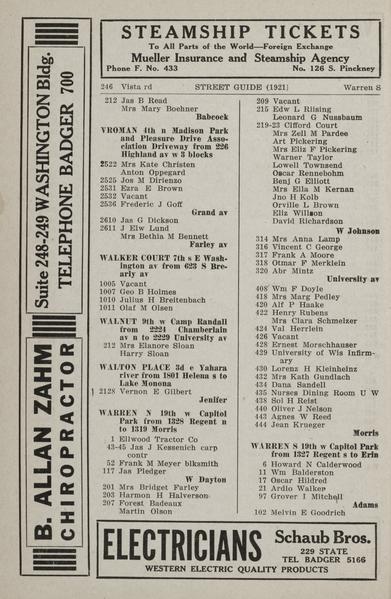 STEAMSHIP TICKETS
To All Parts of the World—Foreign Exchange
Mueller Insurance and Steamship Agency
Phone F. No. 433 No. 126 S. Pinckney
246 Vista rd STREET GUIDE (1921) Warren S
B. ALLAN ZAHM Suite 248-249 WASHINGTON Bldg.
CHIROPRACTOR TELEPHONE BADGER 700
212 Jas B Read
Mrs Mary Boehner
Babcock
VROMAN 4th n Madison Park
and Pleasure Drive Asso-
ciation Driveway from 226
Highland av w 3 blocks
2522 Mrs Kate Christen
Anton Oppegard
2525 Jos M Dirienzo
2531 Ezra E Brown
2532 Vacant
2536 Frederic J Goff
Grand av
2610 Jas G Dickson
2611 J Elw Lund
Mrs Bethia M Bennett
Farley av
WALKER COURT 7th s E Wash-
ington av from 623 S Bre-
arly av
1005 Vacant
1007 Geo B Holmes
1010 Julius H Breitenbach
1011 Olaf M Olsen
WALNUT 9th w Camp Randall
from 2224 Chamberlain
av n to 2229 University av
212 Mrs Elanore Sloan
Harry Sloan
WALTON PLACE 3d e Yahara
river from 1801 Helena s to
Lake Monona
2128 Vernon E Gilbert
Jenifer
WARREN N 19th w Capitol
Park from 1328 Regent n
to 1319 Morris
1 Ellwood Tractor Co
43-45 Jas J Kessenich carp
contr
52 Frank M Meyer blksmith
117 Jas Pledger
W Dayton
201 Mrs Bridget Farley
203 Harmon H Halverson
207 Forest Badeaux
Martin Olson
209 Vacant
215 Edw L Riising
Leonard G Nussbaum
219-23 Clifford Court
Mrs Zell M Pardee
Art Pickering
Mrs Eliz F Pickering
Warner Taylor
Lowell Townsend
Oscar Rennebohm
Benj G Elliott
Mrs Ella M Kernan
Jno H Kolb
Orville L Brown
Eliz Willson
David Richardson
W Johnson
314 Mrs Anna Lamp
316 Vincent C George
317 Frank A Moore
318 Otmar F Merklein
320 Abr Mintz
University av
408 Wm F Doyle
418 Mrs Marg Pedley
420 Alf P Haake
422 Henry Rubens
Mrs Clara Schmelzer
424 Val Herrlein
426 Vacant
428 Ernest Morschhauser
429 University of Wis Infirm-
ary
430 Lorenz H Kleinheinz
432 Mrs Kath Gundlach
434 Dana Sandell
435 Nurses Dining Room U W
438 Sol H Reist
440 Oliver J Nelson
443 Agnes W Reed
444 Jean Krueger
Morris
WARREN S 19th w Capitol Park
from 1327 Regent s to Erin
6 Howard N Calderwood
11 Wm Balderston
17 Oscar Hildred
21 Ardio Walker
97 Grover I Mitchell
Adams
102 Melvin E Goodrich
ELECTRICIANS Schaub Bros.
229 STATE
TEL BADGER 5166
WESTERN ELECTRIC QUALITY PRODUCTS